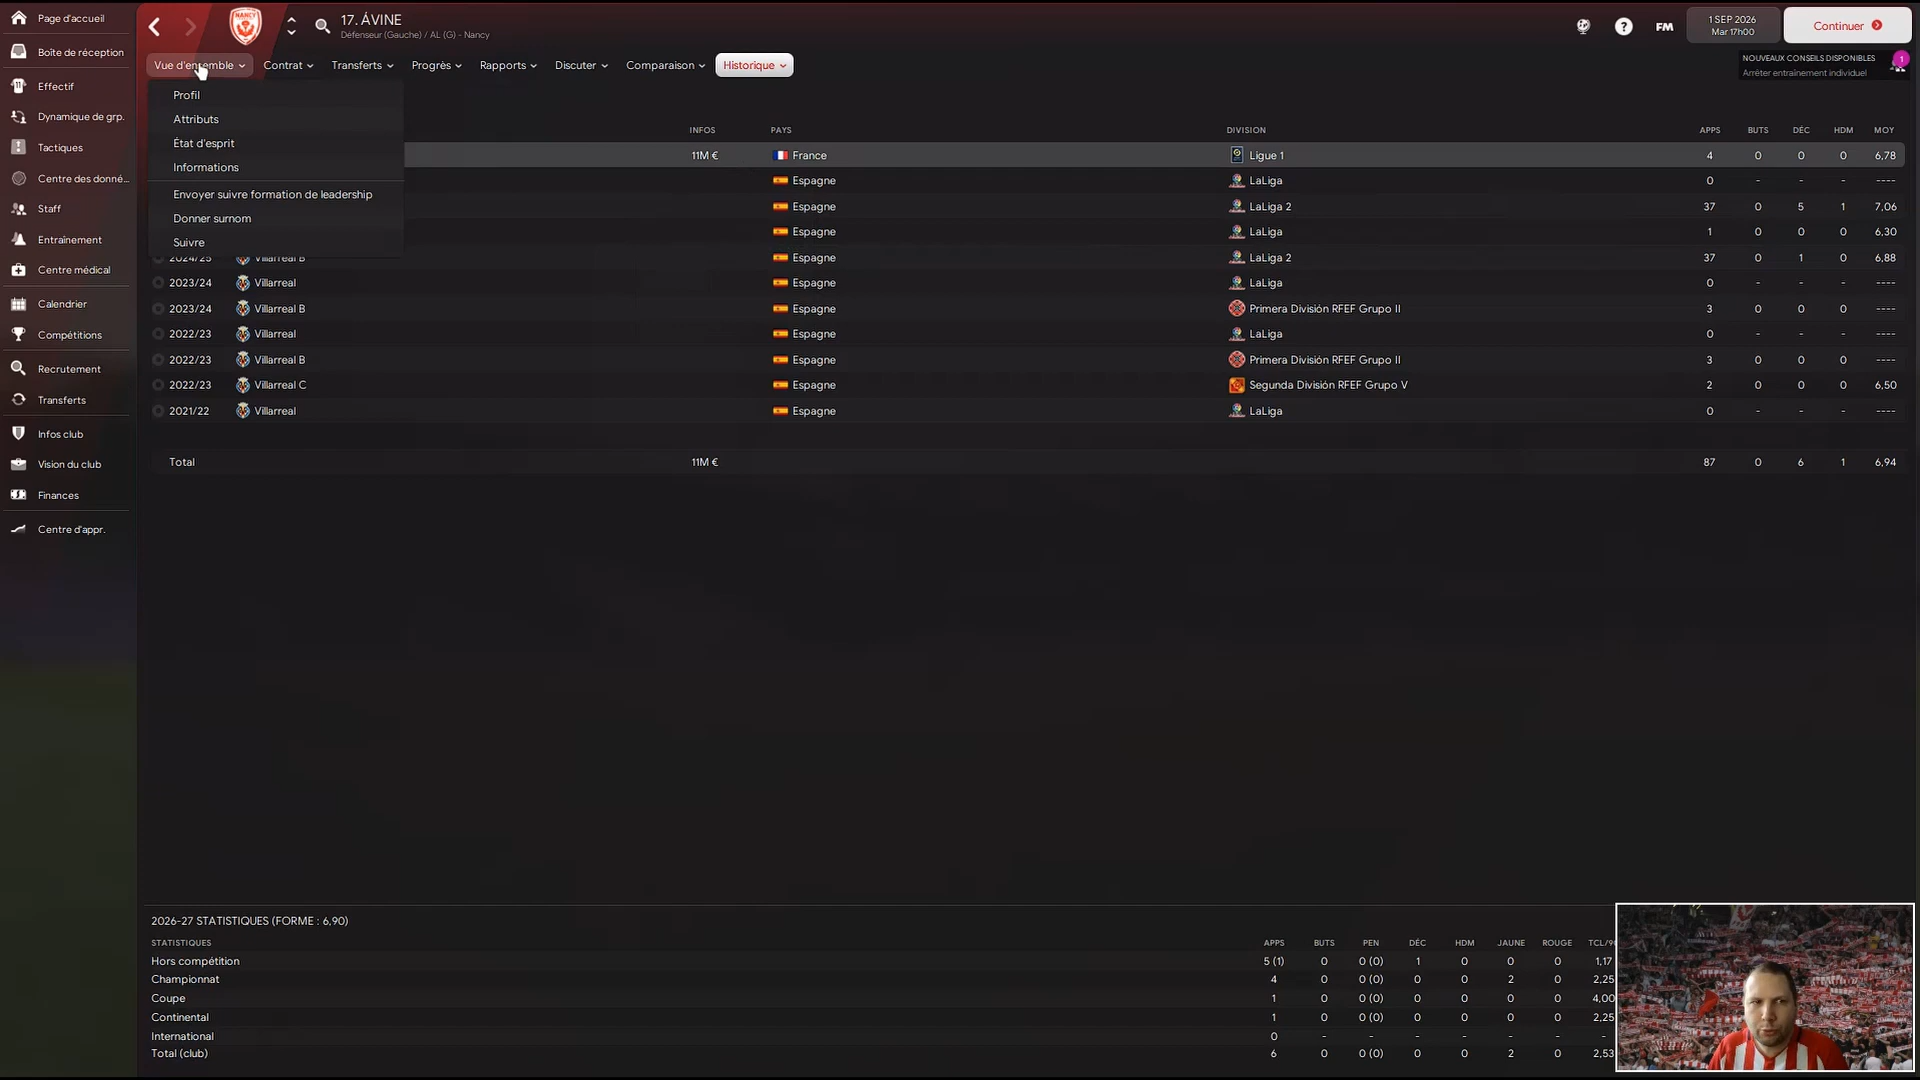 Page d'accueil
Boîte de réception
Effectif
Dynamique de grp.
Tactiques
Centre des donné...
Staff
Entraînement
Centre médical
Calendrier
Compétitions
Recrutement
Transferts
Infos club
Vision du club
Finances
Centre d'appr.
NANCY
17. ÁVINE
Défenseur (Gauche) / AL (G) - Nancy
FM
1 SEP 2026
Mar 17h00
Continuer
Vue d'ensemble Contrat Transferts Progrès Rapports Discuter Comparaison Historique
NOUVEAUX CONSEILS DISPONIBLES 1
Arrêter entraînement individuel
Profil
Attributs
État d'esprit
Informations
Envoyer suivre formation de leadership
Donner surnom
Suivre
INFOS PAYS DIVISION APPS BUTS DÉC HDM MOY
11M € France Ligue 1 4 0 0 0 6,78
Espagne LaLiga 0 - - - ----
Espagne LaLiga 2 37 0 5 1 7,06
Espagne LaLiga 1 0 0 0 6,30
2024/25 Villarreal B Espagne LaLiga 2 37 0 1 0 6,88
2023/24 Villarreal Espagne LaLiga 0 - - - ----
2023/24 Villarreal B Espagne Primera División RFEF Grupo II 3 0 0 0 ----
2022/23 Villarreal Espagne LaLiga 0 - - - ----
2022/23 Villarreal B Espagne Primera División RFEF Grupo II 3 0 0 0 ----
2022/23 Villarreal C Espagne Segunda División RFEF Grupo V 2 0 0 0 6,50
2021/22 Villarreal Espagne LaLiga 0 - - - ----
Total 11M € 87 0 6 1 6,94
2026-27 STATISTIQUES (FORME : 6,90)
STATISTIQUES APPS BUTS PEN DÉC HDM JAUNE ROUGE
Hors compétition 5 (1) 0 0 (0) 1 0 0 0 1,17
Championnat 4 0 0 (0) 0 0 2 0 2,25
Coupe 1 0 0 (0) 0 0 0 0 4,00
Continental 1 0 0 (0) 0 0 0 0 2,25
International 0 - - - - - - -
Total (club) 6 0 0 (0) 0 0 2 0 2,53